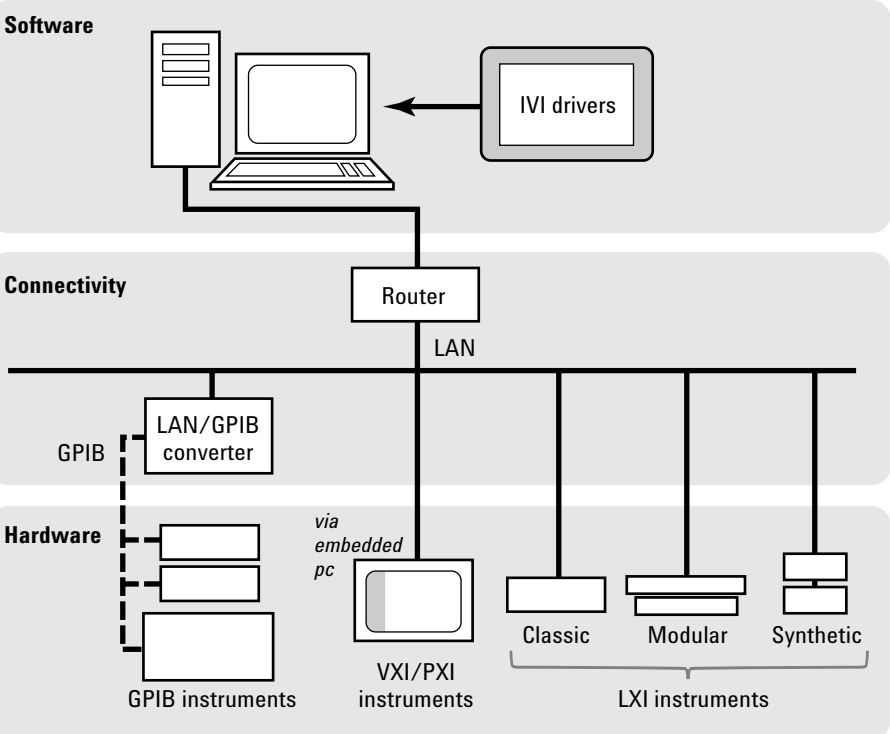 Software
IVI drivers
Connectivity
Router
LAN
LAN/GPIB
converter
GPIB
Hardware
via
embedded
pc
Classic
Modular
Synthetic
GPIB instruments
VXI/PXI
instruments
LXI instruments